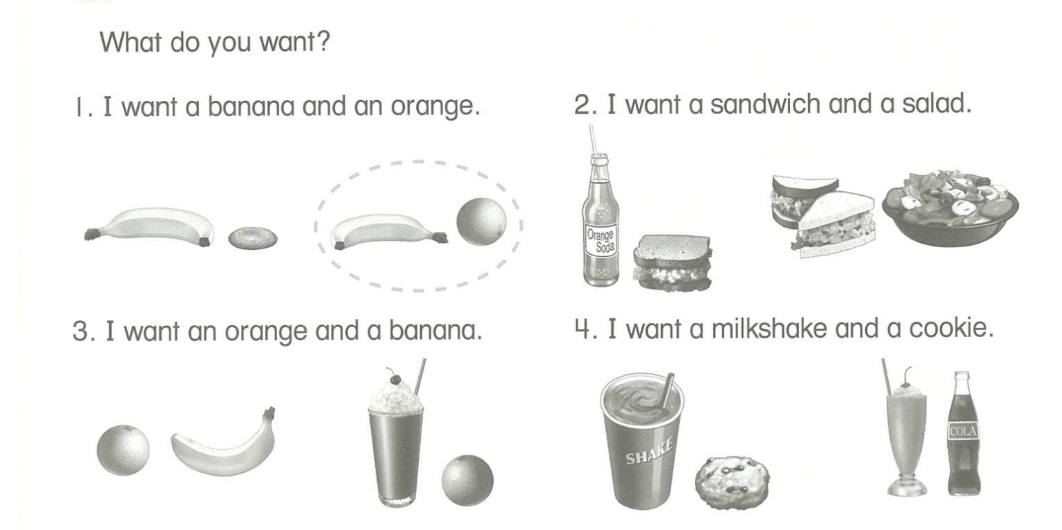 What do you want?
1. I want a banana and an orange.
2. I want a sandwich and a salad.
Orange
Soda
3. I want an orange and a banana.
4. I want a milkshake and a cookie.
SHAKE
COLA